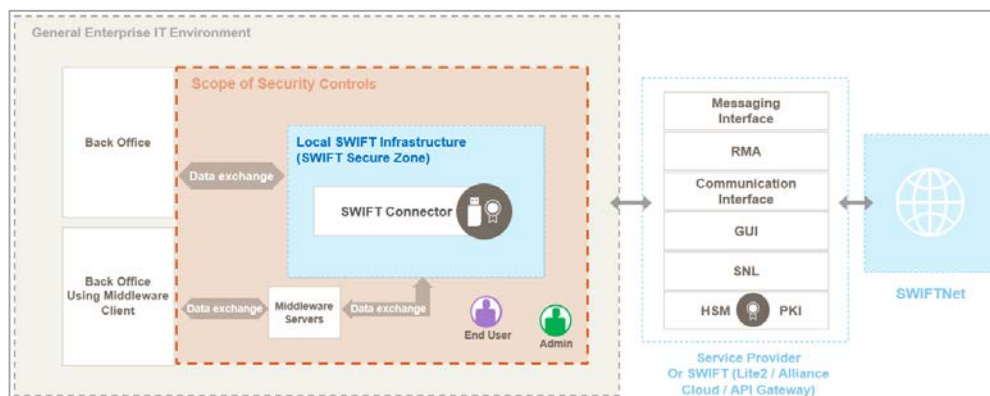 General Enterprise IT Environment
Scope of Security Controls
Back Office
Data exchange
Local SWIFT Infrastructure
(SWIFT Secure Zone)
SWIFT Connector
Back Office
Using Middleware
Client
Data exchange
Middleware
Servers
Data exchange
End User
Admin
Messaging
Interface
RMA
Communication
Interface
GUI
SNL
HSM
PKI
Service Provider
Or SWIFT (Lite2 / Alliance
Cloud / API Gateway)
SWIFTNet